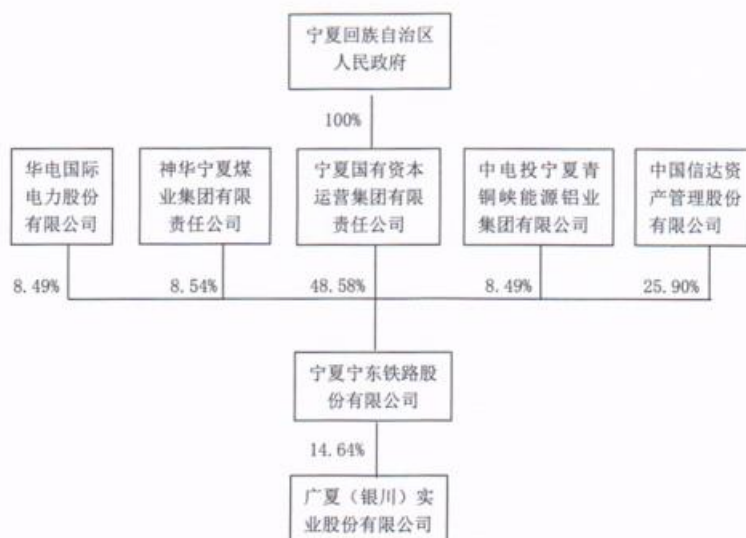 宁夏回族自治区
人民政府
100%
华电国际
电力股份
有限公司
神华宁夏煤
业集团有限
责任公司
宁夏国有资本
运营集团有限
责任公司
中电投宁夏青
铜峡能源铝业
集团有限公司
中国信达资
产管理股份
有限公司
8.49%
8.54%
48.58%
8.49%
25.90%
宁夏宁东铁路股
份有限公司
14.64%
广夏（银川）实
业股份有限公司